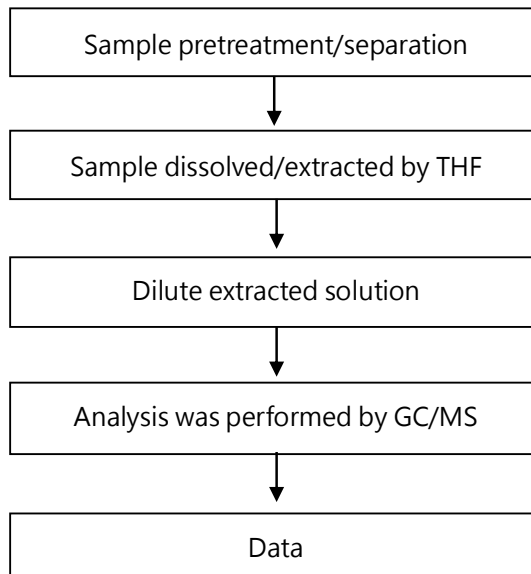 Sample pretreatment/separation
Sample dissolved/extracted by THF
Dilute extracted solution
Analysis was performed by GC/MS
Data